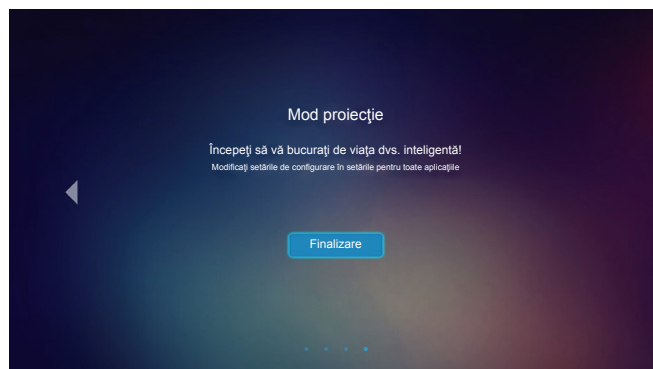 Mod proiecţie
Începeţi să vă bucuraţi de viaţa dvs. inteligentă!
Modificaţi setările de configurare în setările pentru toate aplicaţiile
Finalizare